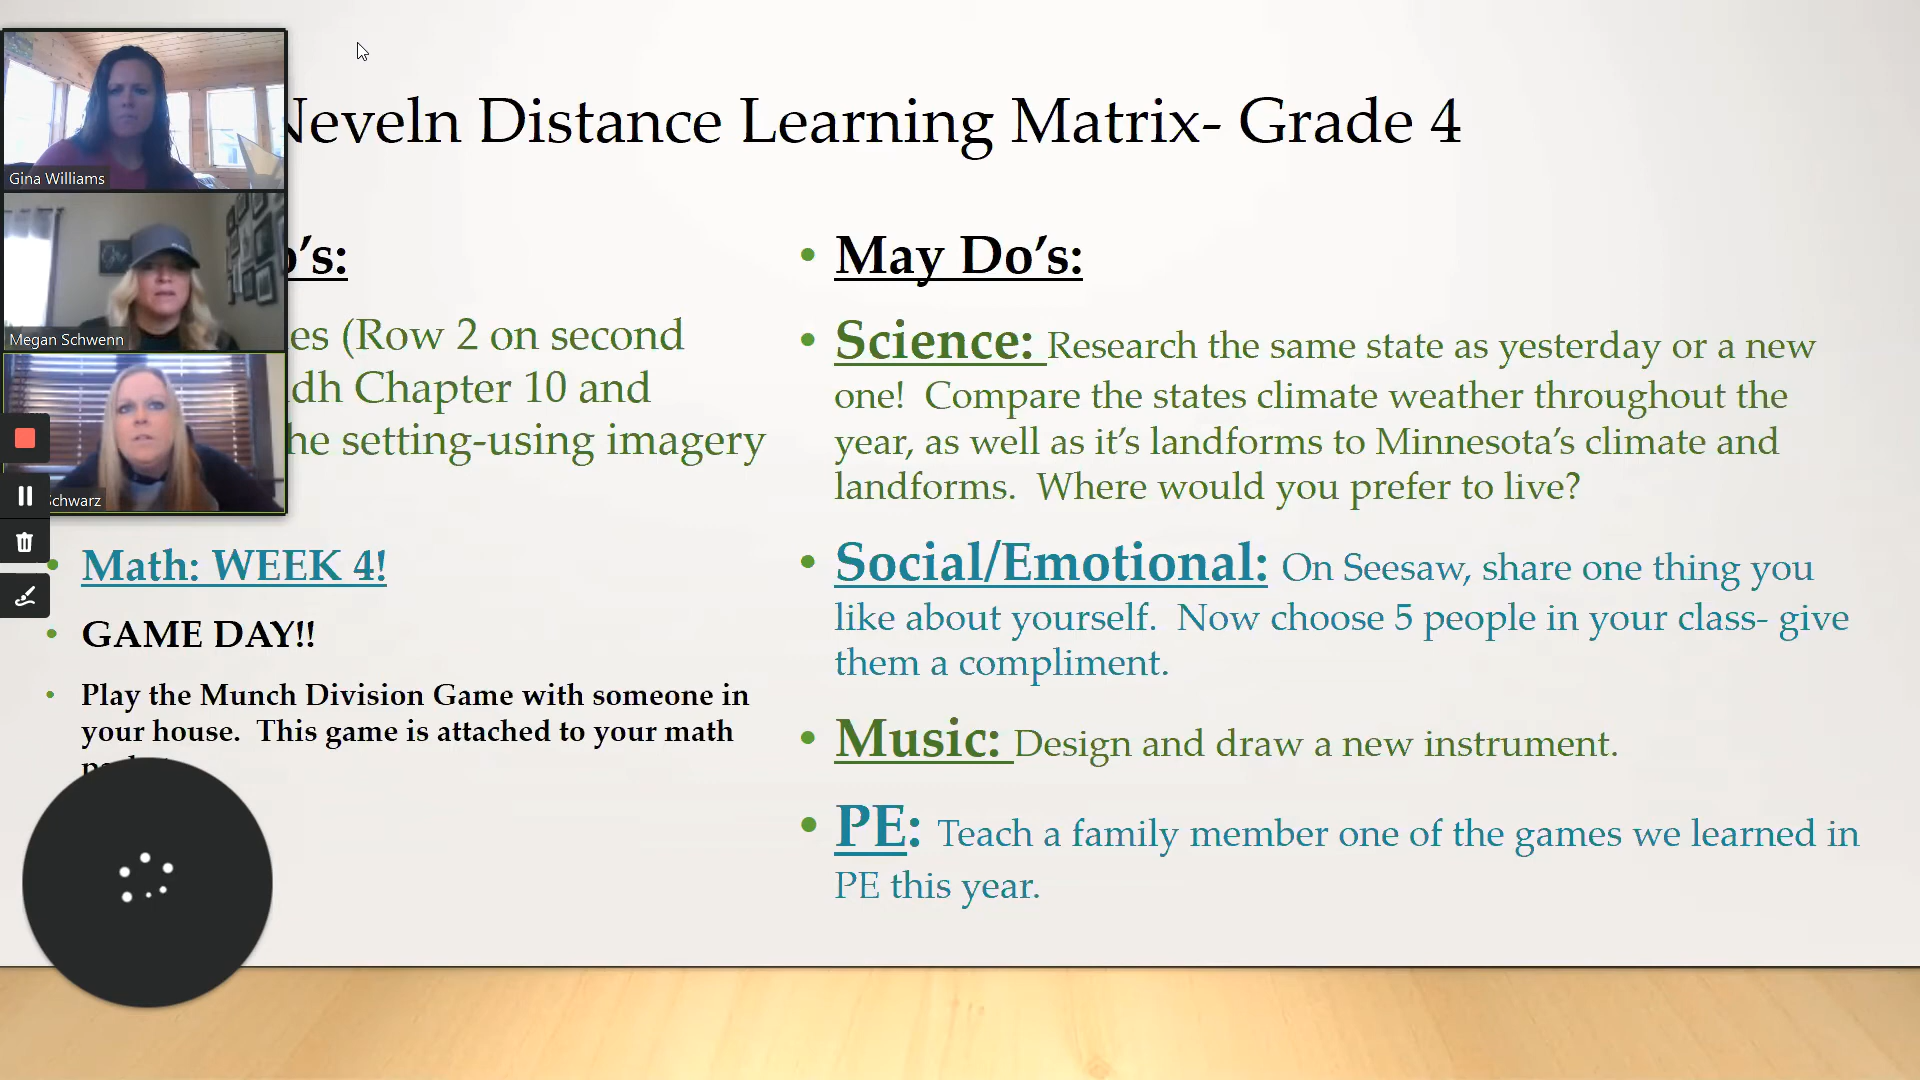 Neveln Distance Learning Matrix- Grade 4
Gina Williams
Megan Schwenn
Schwarz
o's:
es (Row 2 on second
dh Chapter 10 and
he setting-using imagery
• Math: WEEK 4!
• GAME DAY!!
• Play the Munch Division Game with someone in
your house.  This game is attached to your math
• May Do's:
• Science: Research the same state as yesterday or a new
one!  Compare the states climate weather throughout the
year, as well as it's landforms to Minnesota's climate and
landforms.  Where would you prefer to live?
• Social/Emotional: On Seesaw, share one thing you
like about yourself.  Now choose 5 people in your class- give
them a compliment.
• Music: Design and draw a new instrument.
• PE: Teach a family member one of the games we learned in
PE this year.